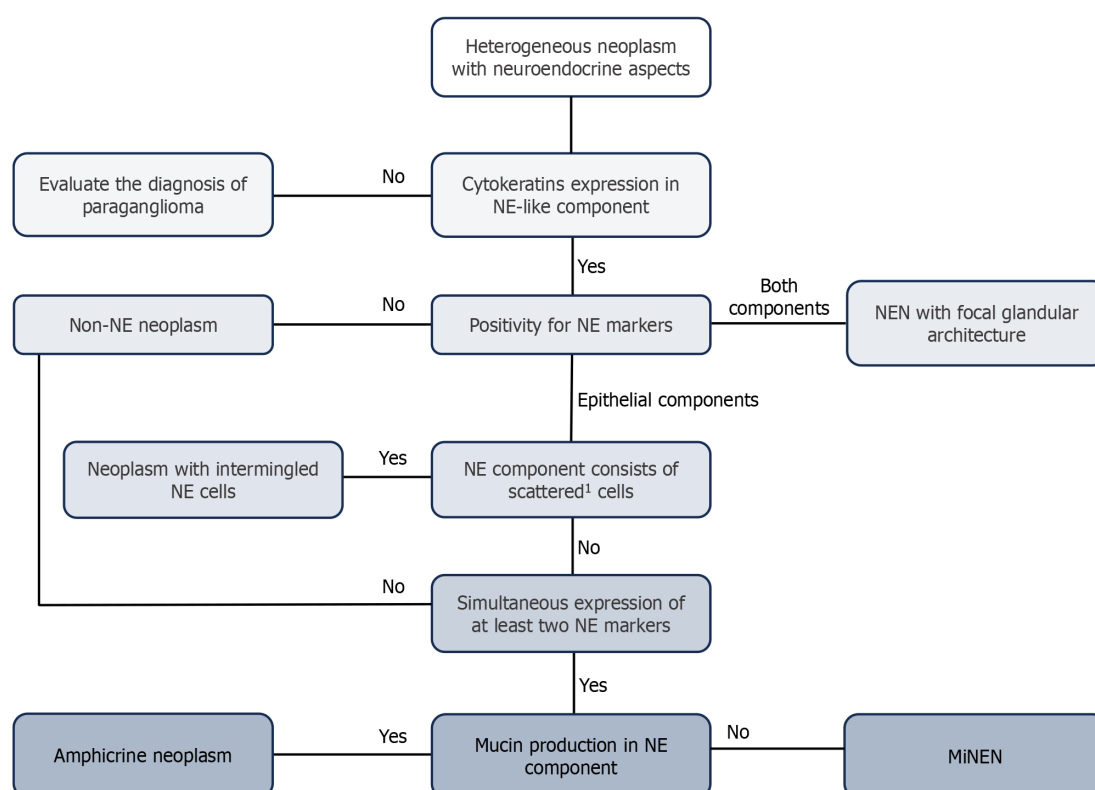 Heterogeneous neoplasm
with neuroendocrine aspects
Evaluate the diagnosis of
paraganglioma
No
Cytokeratins expression in
NE-like component
Yes
Non-NE neoplasm
No
Positivity for NE markers
Both
components
NEN with focal glandular
architecture
Epithelial components
Neoplasm with intermingled
NE cells
Yes
NE component consists of
scattered¹ cells
No
No
Simultaneous expression of
at least two NE markers
Yes
Amphicrine neoplasm
Yes
Mucin production in NE
component
No
MiNEN